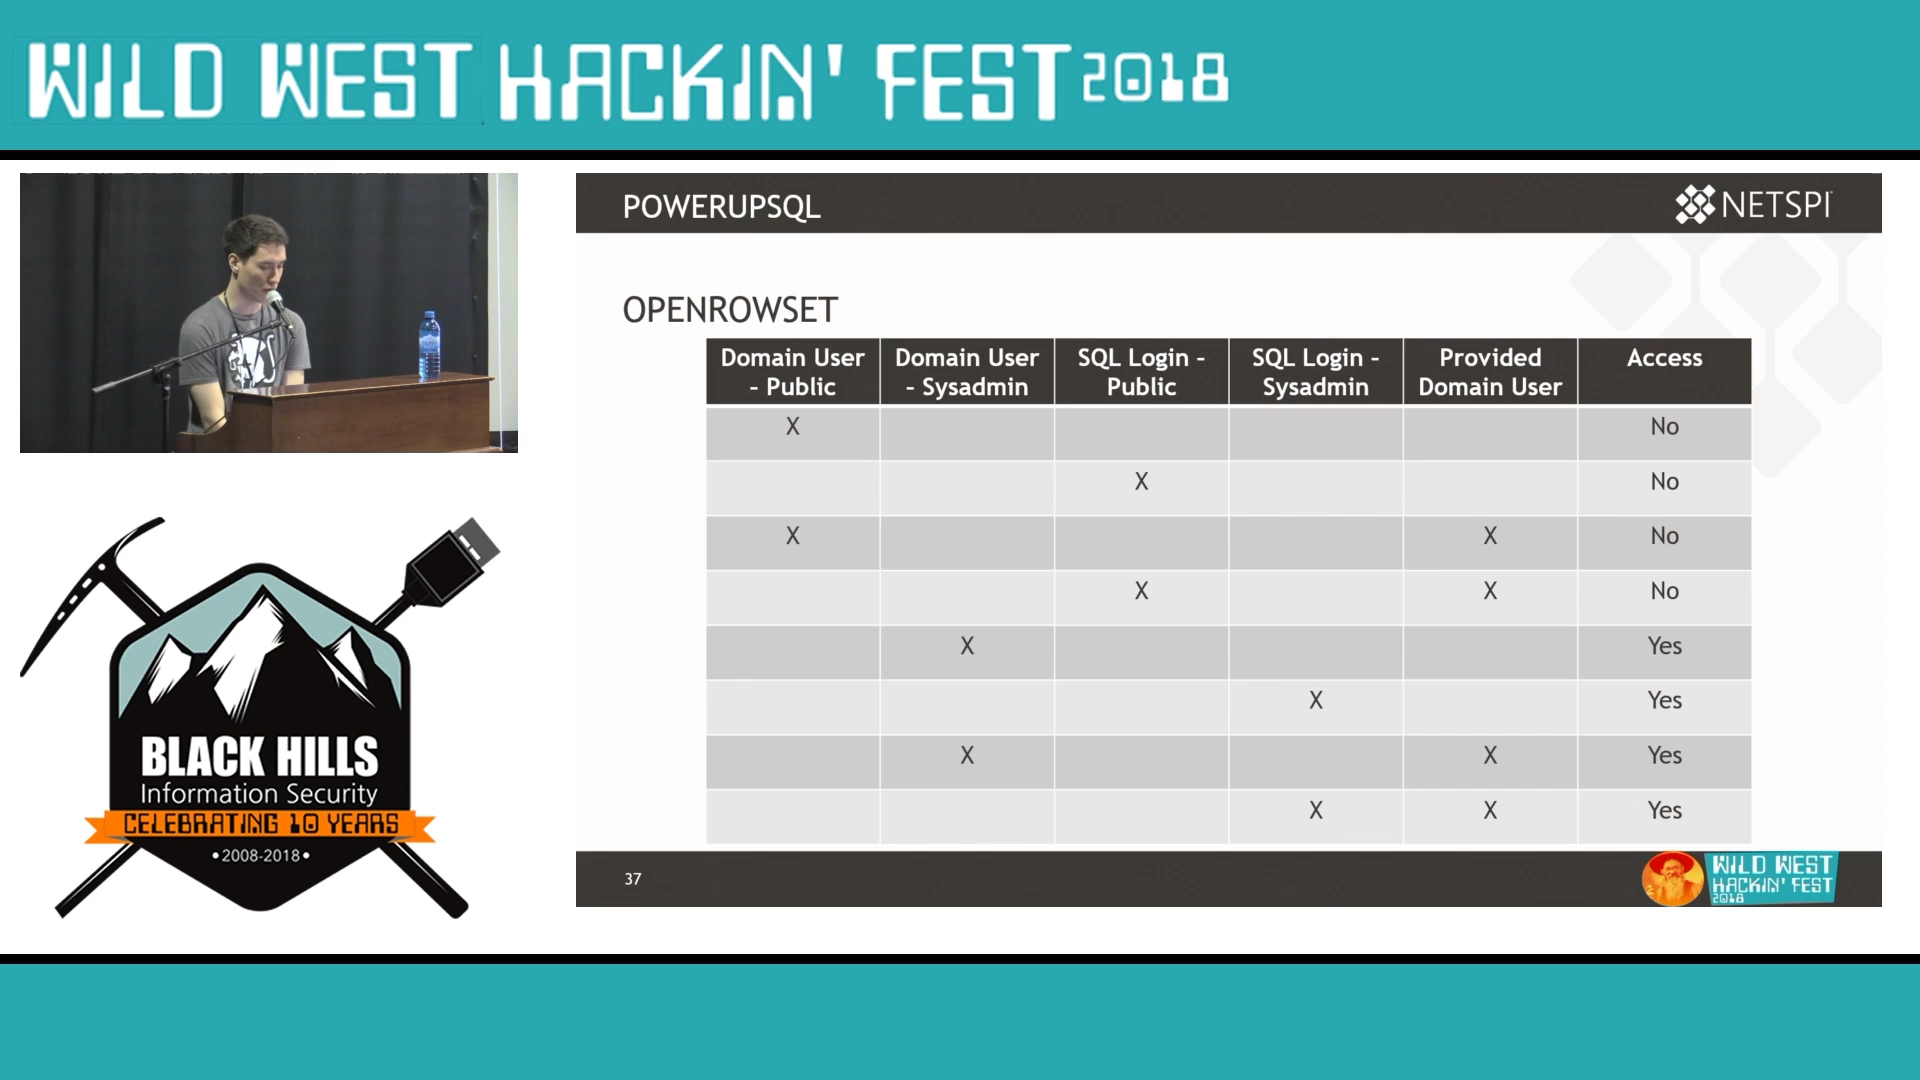 WILD WEST HACKIN' FEST 2018
POWERUPSQL
NETSPI
OPENROWSET
Domain User - Public Domain User - Sysadmin SQL Login - Public SQL Login - Sysadmin Provided Domain User Access
X No
X No
X X No
X X No
X Yes
X Yes
X X Yes
X X Yes
37
WILD WEST
HACKIN' FEST
2018
BLACK HILLS
Information Security
CELEBRATING 10 YEARS
•2008-2018•